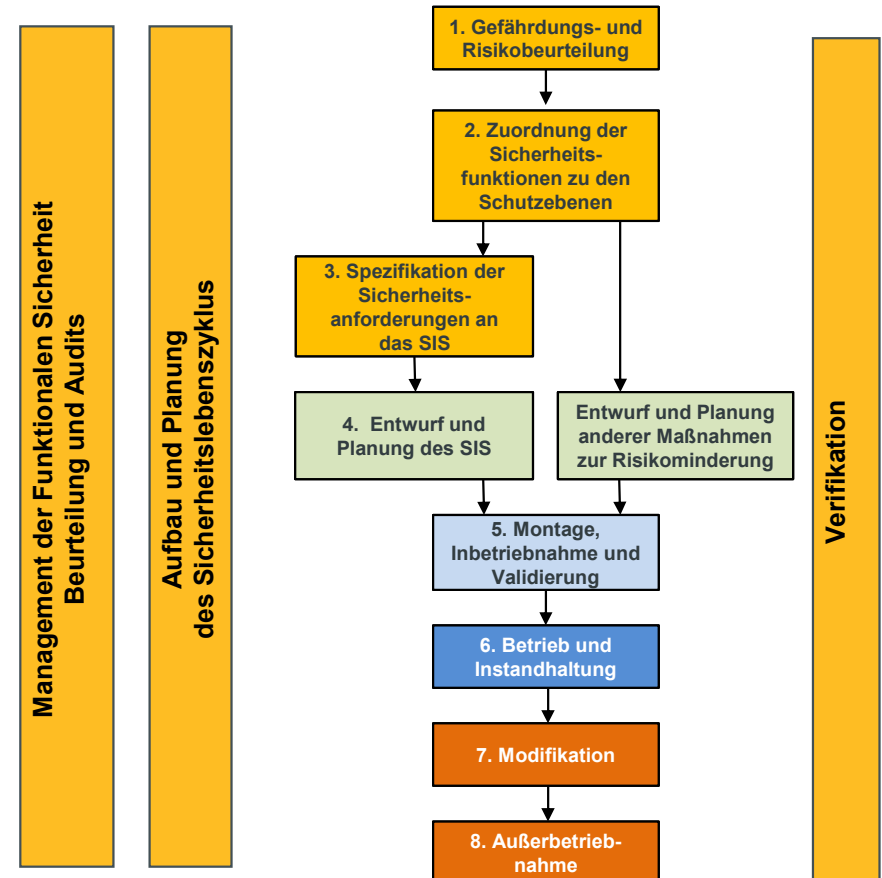 Management der Funktionalen Sicherheit
Beurteilung und Audits
Aufbau und Planung
des Sicherheitslebenszyklus
1. Gefährdungs- und
Risikobeurteilung
2. Zuordnung der
Sicherheits-
funktionen zu den
Schutzebenen
3. Spezifikation der
Sicherheits-
anforderungen an
das SIS
4. Entwurf und
Planung des SIS
Entwurf und Planung
anderer Maßnahmen
zur Risikominderung
5. Montage,
Inbetriebnahme und
Validierung
6. Betrieb und
Instandhaltung
7. Modifikation
8. Außerbetrieb-
nahme
Verifikation